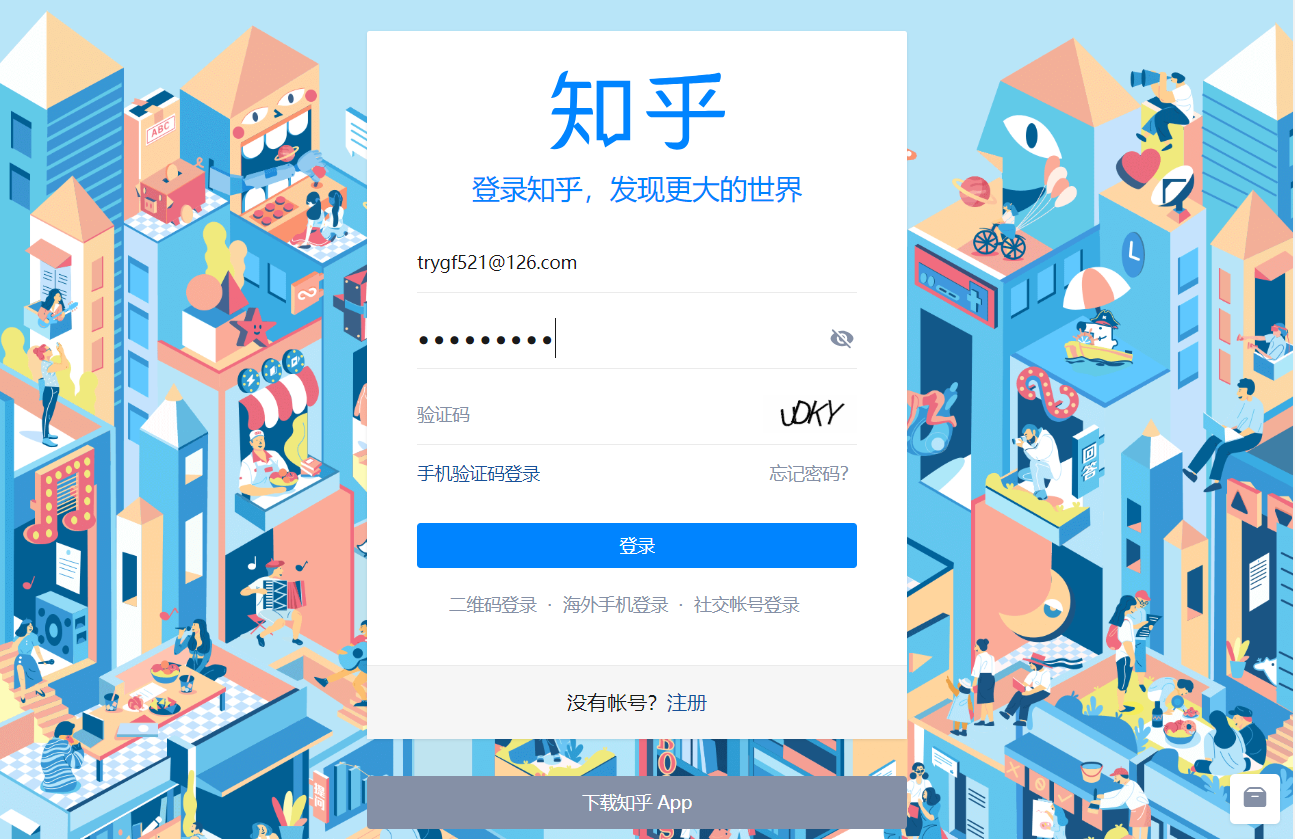 知乎
登录知乎，发现更大的世界
trygf521@126.com
•••••••••
验证码
UDKY
手机验证码登录
忘记密码？
登录
二维码登录 · 海外手机登录 · 社交帐号登录
没有帐号？注册
下载知乎 App
ABC
回答
提问